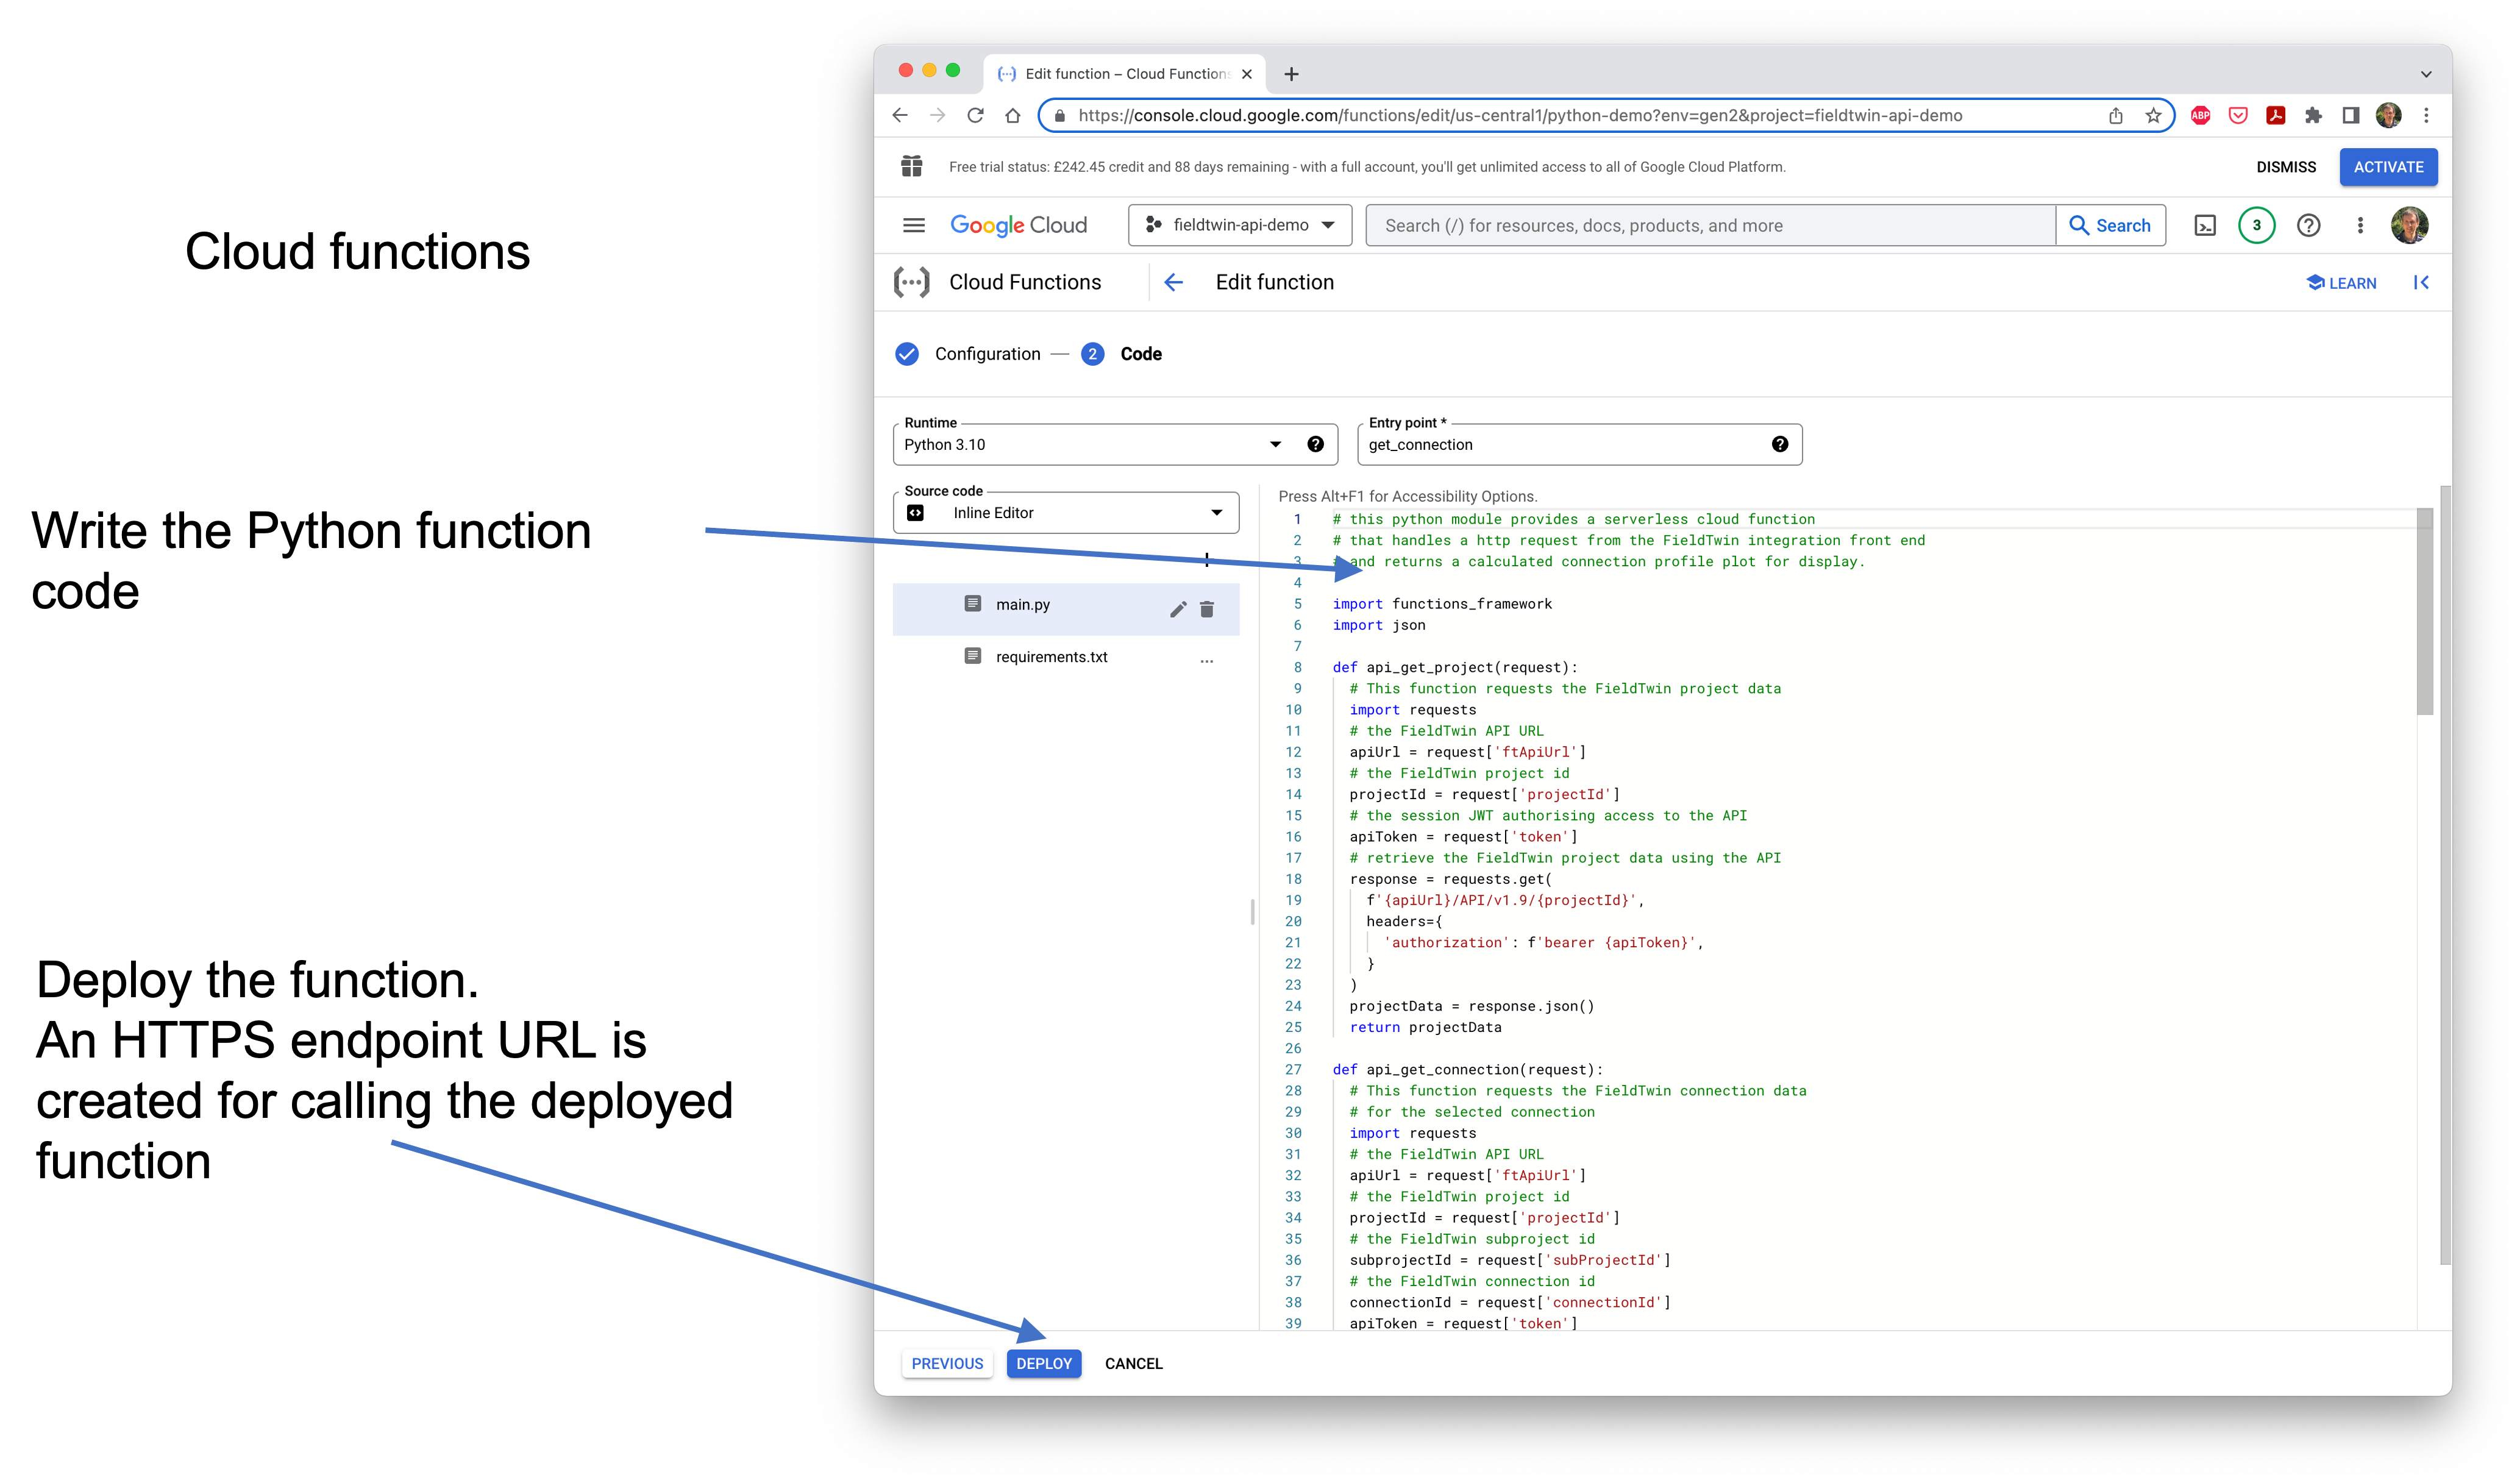 Cloud functions
Write the Python function
code
Deploy the function.
An HTTPS endpoint URL is
created for calling the deployed
function
Edit function – Cloud Functions
https://console.cloud.google.com/functions/edit/us-central1/python-demo?env=gen2&project=fieldtwin-api-demo
ABP
Free trial status: £242.45 credit and 88 days remaining - with a full account, you'll get unlimited access to all of Google Cloud Platform.
DISMISS
ACTIVATE
Google Cloud
fieldtwin-api-demo
Search (/) for resources, docs, products, and more
Search
3
Cloud Functions
Edit function
LEARN
Configuration — 2 Code
Runtime
Python 3.10
Entry point *
get_connection
Source code
Inline Editor
main.py
requirements.txt
Press Alt+F1 for Accessibility Options.
1 # this python module provides a serverless cloud function
2 # that handles a http request from the FieldTwin integration front end
3 and returns a calculated connection profile plot for display.
4
5 import functions_framework
6 import json
7
8 def api_get_project(request):
9 # This function requests the FieldTwin project data
10 import requests
11 # the FieldTwin API URL
12 apiUrl = request['ftApiUrl']
13 # the FieldTwin project id
14 projectId = request['projectId']
15 # the session JWT authorising access to the API
16 apiToken = request['token']
17 # retrieve the FieldTwin project data using the API
18 response = requests.get(
19 f'{apiUrl}/API/v1.9/{projectId}',
20 headers={
21 'authorization': f'bearer {apiToken}',
22 }
23 )
24 projectData = response.json()
25 return projectData
26
27 def api_get_connection(request):
28 # This function requests the FieldTwin connection data
29 # for the selected connection
30 import requests
31 # the FieldTwin API URL
32 apiUrl = request['ftApiUrl']
33 # the FieldTwin project id
34 projectId = request['projectId']
35 # the FieldTwin subproject id
36 subprojectId = request['subProjectId']
37 # the FieldTwin connection id
38 connectionId = request['connectionId']
39 apiToken = request['token']
PREVIOUS
DEPLOY
CANCEL